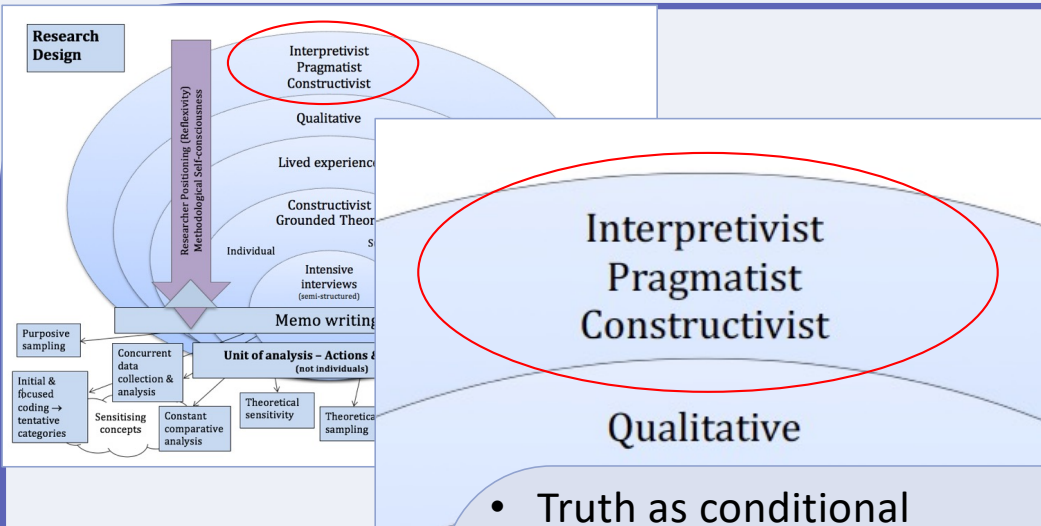 Research
Design
Researcher Positioning (Reflexivity)
Methodological Self-consciousness
Interpretivist
Pragmatist
Constructivist
Qualitative
Lived experience
Constructivist
Grounded Theor
Individual
S
Intensive
interviews
(semi-structured)
Memo writing
Unit of analysis – Actions &
(not individuals)
Purposive
sampling
Concurrent
data
collection &
analysis
Initial &
focused
coding →
tentative
categories
Sensitising
concepts
Constant
comparative
analysis
Theoretical
sensitivity
Theoretica
sampling
Interpretivist
Pragmatist
Constructivist
Qualitative
• Truth as conditional